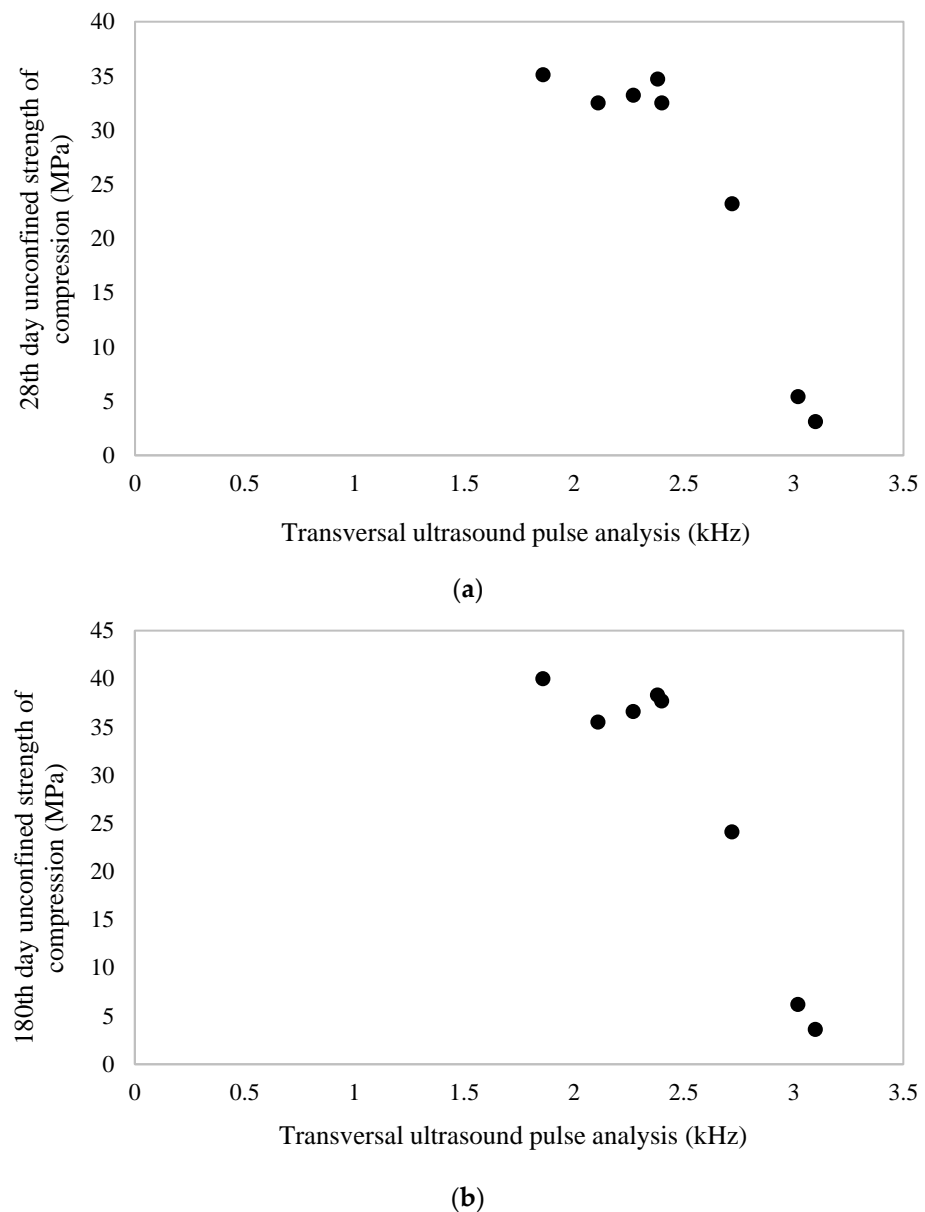 40
35
30
25
20
15
10
5
0
28th day unconfined strength of
compression (MPa)
0 0.5 1 1.5 2 2.5 3 3.5
Transversal ultrasound pulse analysis (kHz)
(a)
45
40
35
30
25
20
15
10
5
0
180th day unconfined strength of
compression (MPa)
0 0.5 1 1.5 2 2.5 3 3.5
Transversal ultrasound pulse analysis (kHz)
(b)